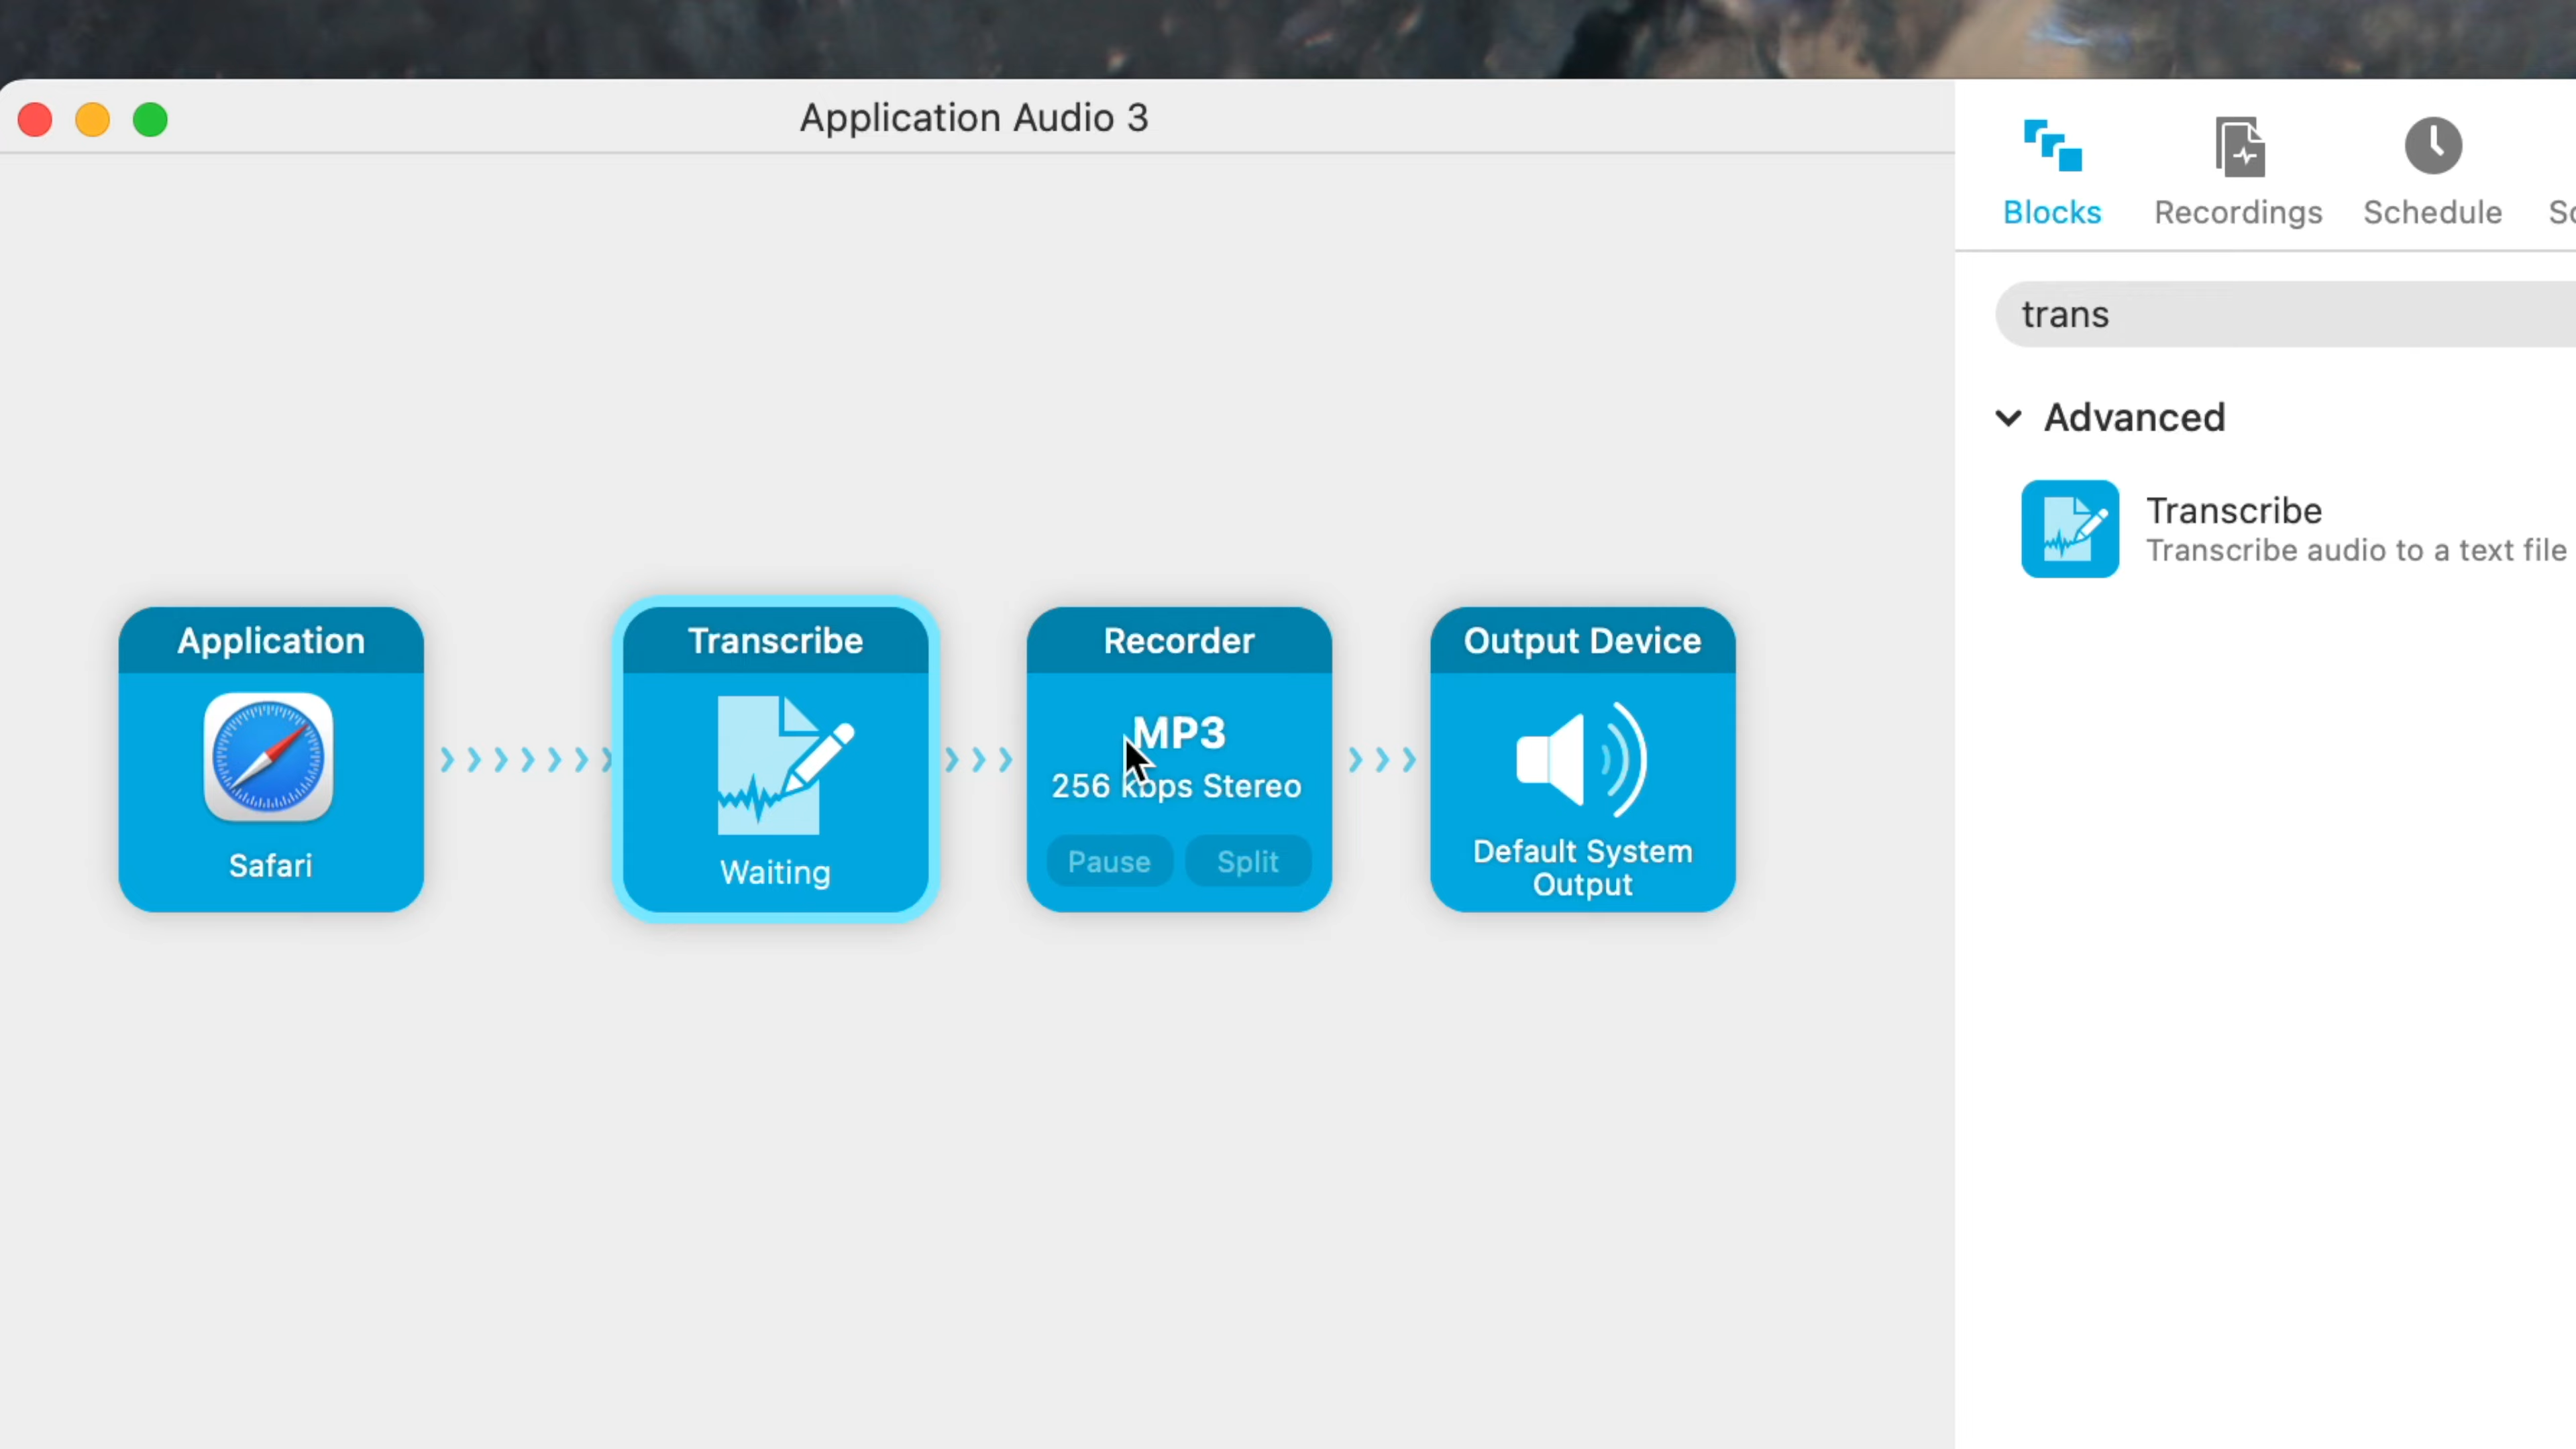 Application Audio 3
Blocks
Recordings
Schedule
trans
Advanced
Transcribe
Transcribe audio to a text file
Application
Safari
Transcribe
Waiting
Recorder
MP3
256 kbps Stereo
Pause
Split
Output Device
Default System
Output